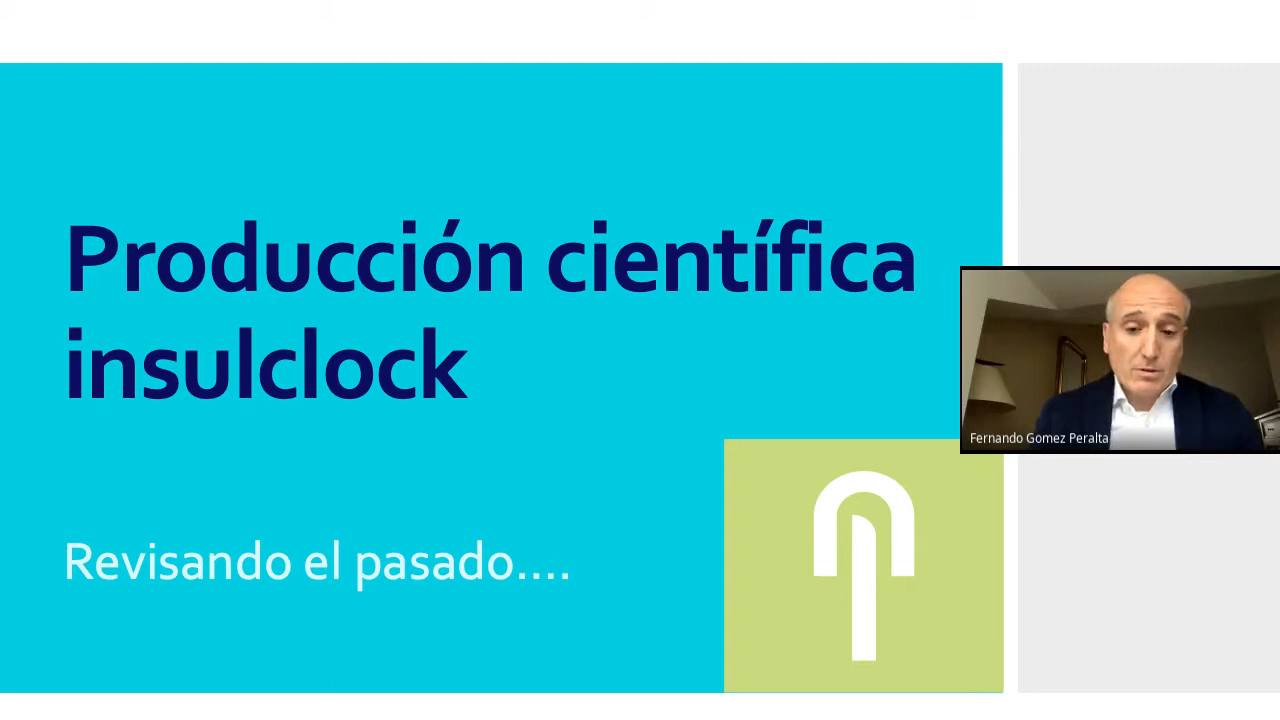 Producción científica
insulclock
Fernando Gomez Peralta
Revisando el pasado....